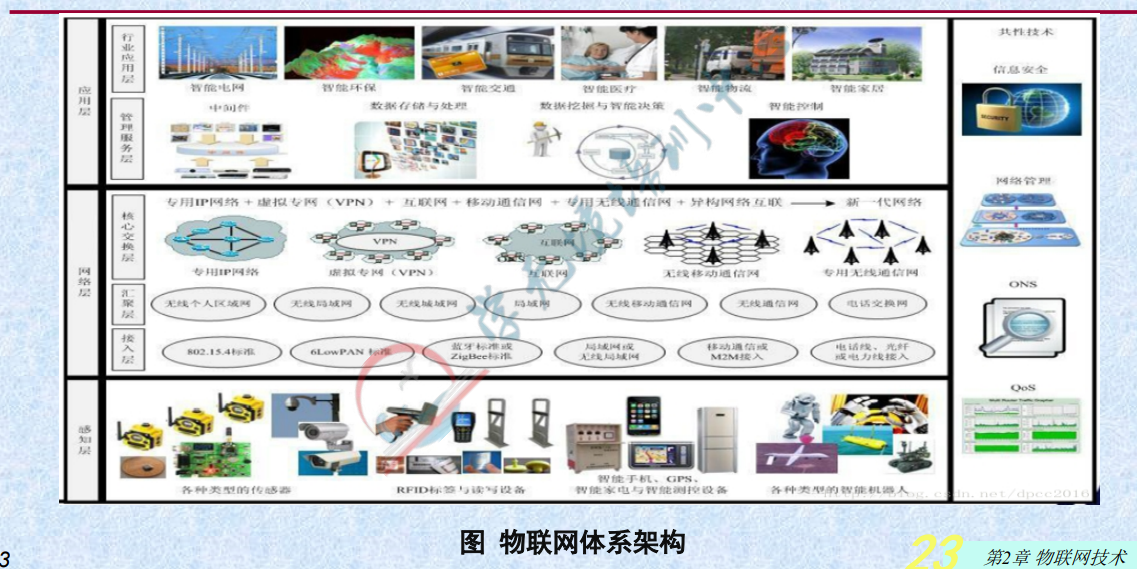 应用层
行业应用层
智能电网
智能环保
智能交通
智能医疗
智能物流
智能家居
管理服务层
中间件
数据存储与处理
数据挖掘与智能决策
智能控制
网络层
核心交换层
专用IP网络 + 虚拟专网（VPN） + 互联网 + 移动通信网 + 专用无线通信网 + 异构网络互联 → 新一代网络
VPN
互联网
专用IP网络
虚拟专网（VPN）
互联网
无线移动通信网
专用无线通信网
汇聚层
无线个人区域网
无线局域网
无线城域网
局域网
无线移动通信网
无线通信网
电话交换网
接入层
802.15.4标准
6LowPAN 标准
蓝牙标准或
ZigBee标准
局域网或
无线局域网
移动通信或
M2M接入
电话线、光纤
或电力线接入
感知层
各种类型的传感器
RFID标签与读写设备
智能手机、GPS、
智能家电与智能测控设备
各种类型的智能机器人
共性技术
信息安全
SECURITY
网络管理
ONS
QoS
图 物联网体系架构
3
23
第2章 物联网技术